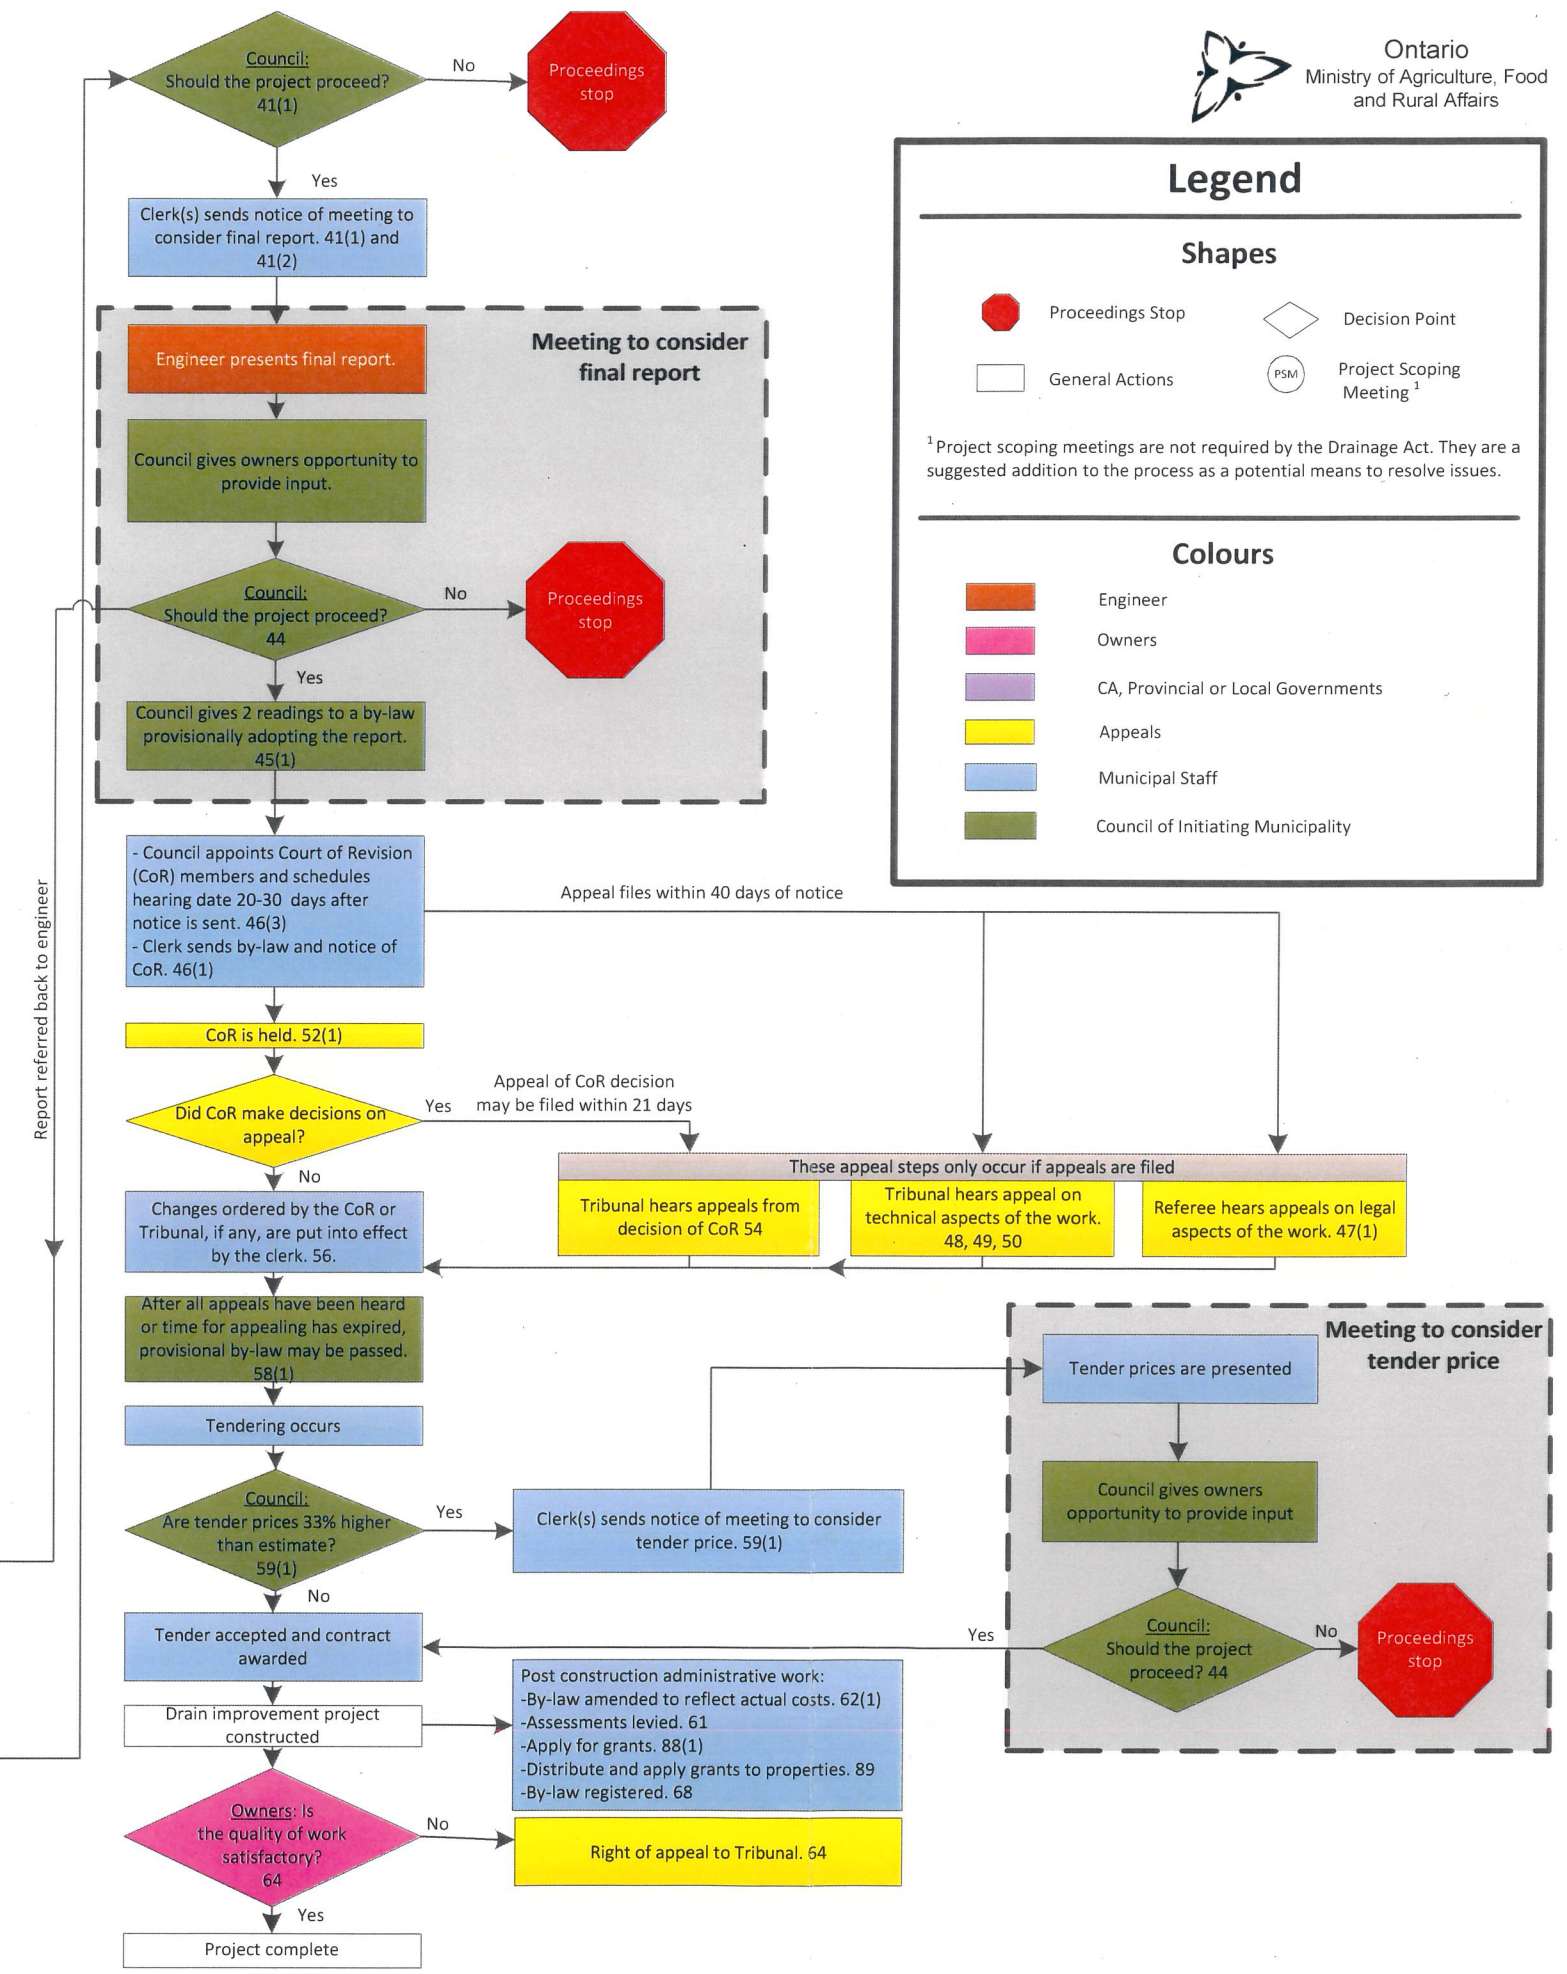 Council:
Should the project proceed?
41(1)
No
Proceedings
stop
Ontario
Ministry of Agriculture, Food
and Rural Affairs
Yes
Clerk(s) sends notice of meeting to
consider final report. 41(1) and
41(2)
Legend
Shapes
Proceedings Stop
Decision Point
General Actions
PSM
Project Scoping
Meeting 1
1 Project scoping meetings are not required by the Drainage Act. They are a
suggested addition to the process as a potential means to resolve issues.
Colours
Engineer
Owners
CA, Provincial or Local Governments
Appeals
Municipal Staff
Council of Initiating Municipality
Meeting to consider
final report
Engineer presents final report.
Council gives owners opportunity to
provide input.
Council:
Should the project proceed?
44
No
Proceedings
stop
Yes
Council gives 2 readings to a by-law
provisionally adopting the report.
45(1)
Report referred back to engineer
- Council appoints Court of Revision
(CoR) members and schedules
hearing date 20-30 days after
notice is sent. 46(3)
- Clerk sends by-law and notice of
CoR. 46(1)
Appeal files within 40 days of notice
CoR is held. 52(1)
Did CoR make decisions on
appeal?
Yes
Appeal of CoR decision
may be filed within 21 days
No
These appeal steps only occur if appeals are filed
Tribunal hears appeals from
decision of CoR 54
Tribunal hears appeal on
technical aspects of the work.
48, 49, 50
Referee hears appeals on legal
aspects of the work. 47(1)
Changes ordered by the CoR or
Tribunal, if any, are put into effect
by the clerk. 56.
After all appeals have been heard
or time for appealing has expired,
provisional by-law may be passed.
58(1)
Tendering occurs
Council:
Are tender prices 33% higher
than estimate?
59(1)
Yes
Clerk(s) sends notice of meeting to consider
tender price. 59(1)
Meeting to consider
tender price
Tender prices are presented
Council gives owners
opportunity to provide input
Council:
Should the project
proceed? 44
No
Proceedings
stop
Yes
No
Tender accepted and contract
awarded
Drain improvement project
constructed
Post construction administrative work:
-By-law amended to reflect actual costs. 62(1)
-Assessments levied. 61
-Apply for grants. 88(1)
-Distribute and apply grants to properties. 89
-By-law registered. 68
Owners: Is
the quality of work
satisfactory?
64
No
Right of appeal to Tribunal. 64
Yes
Project complete